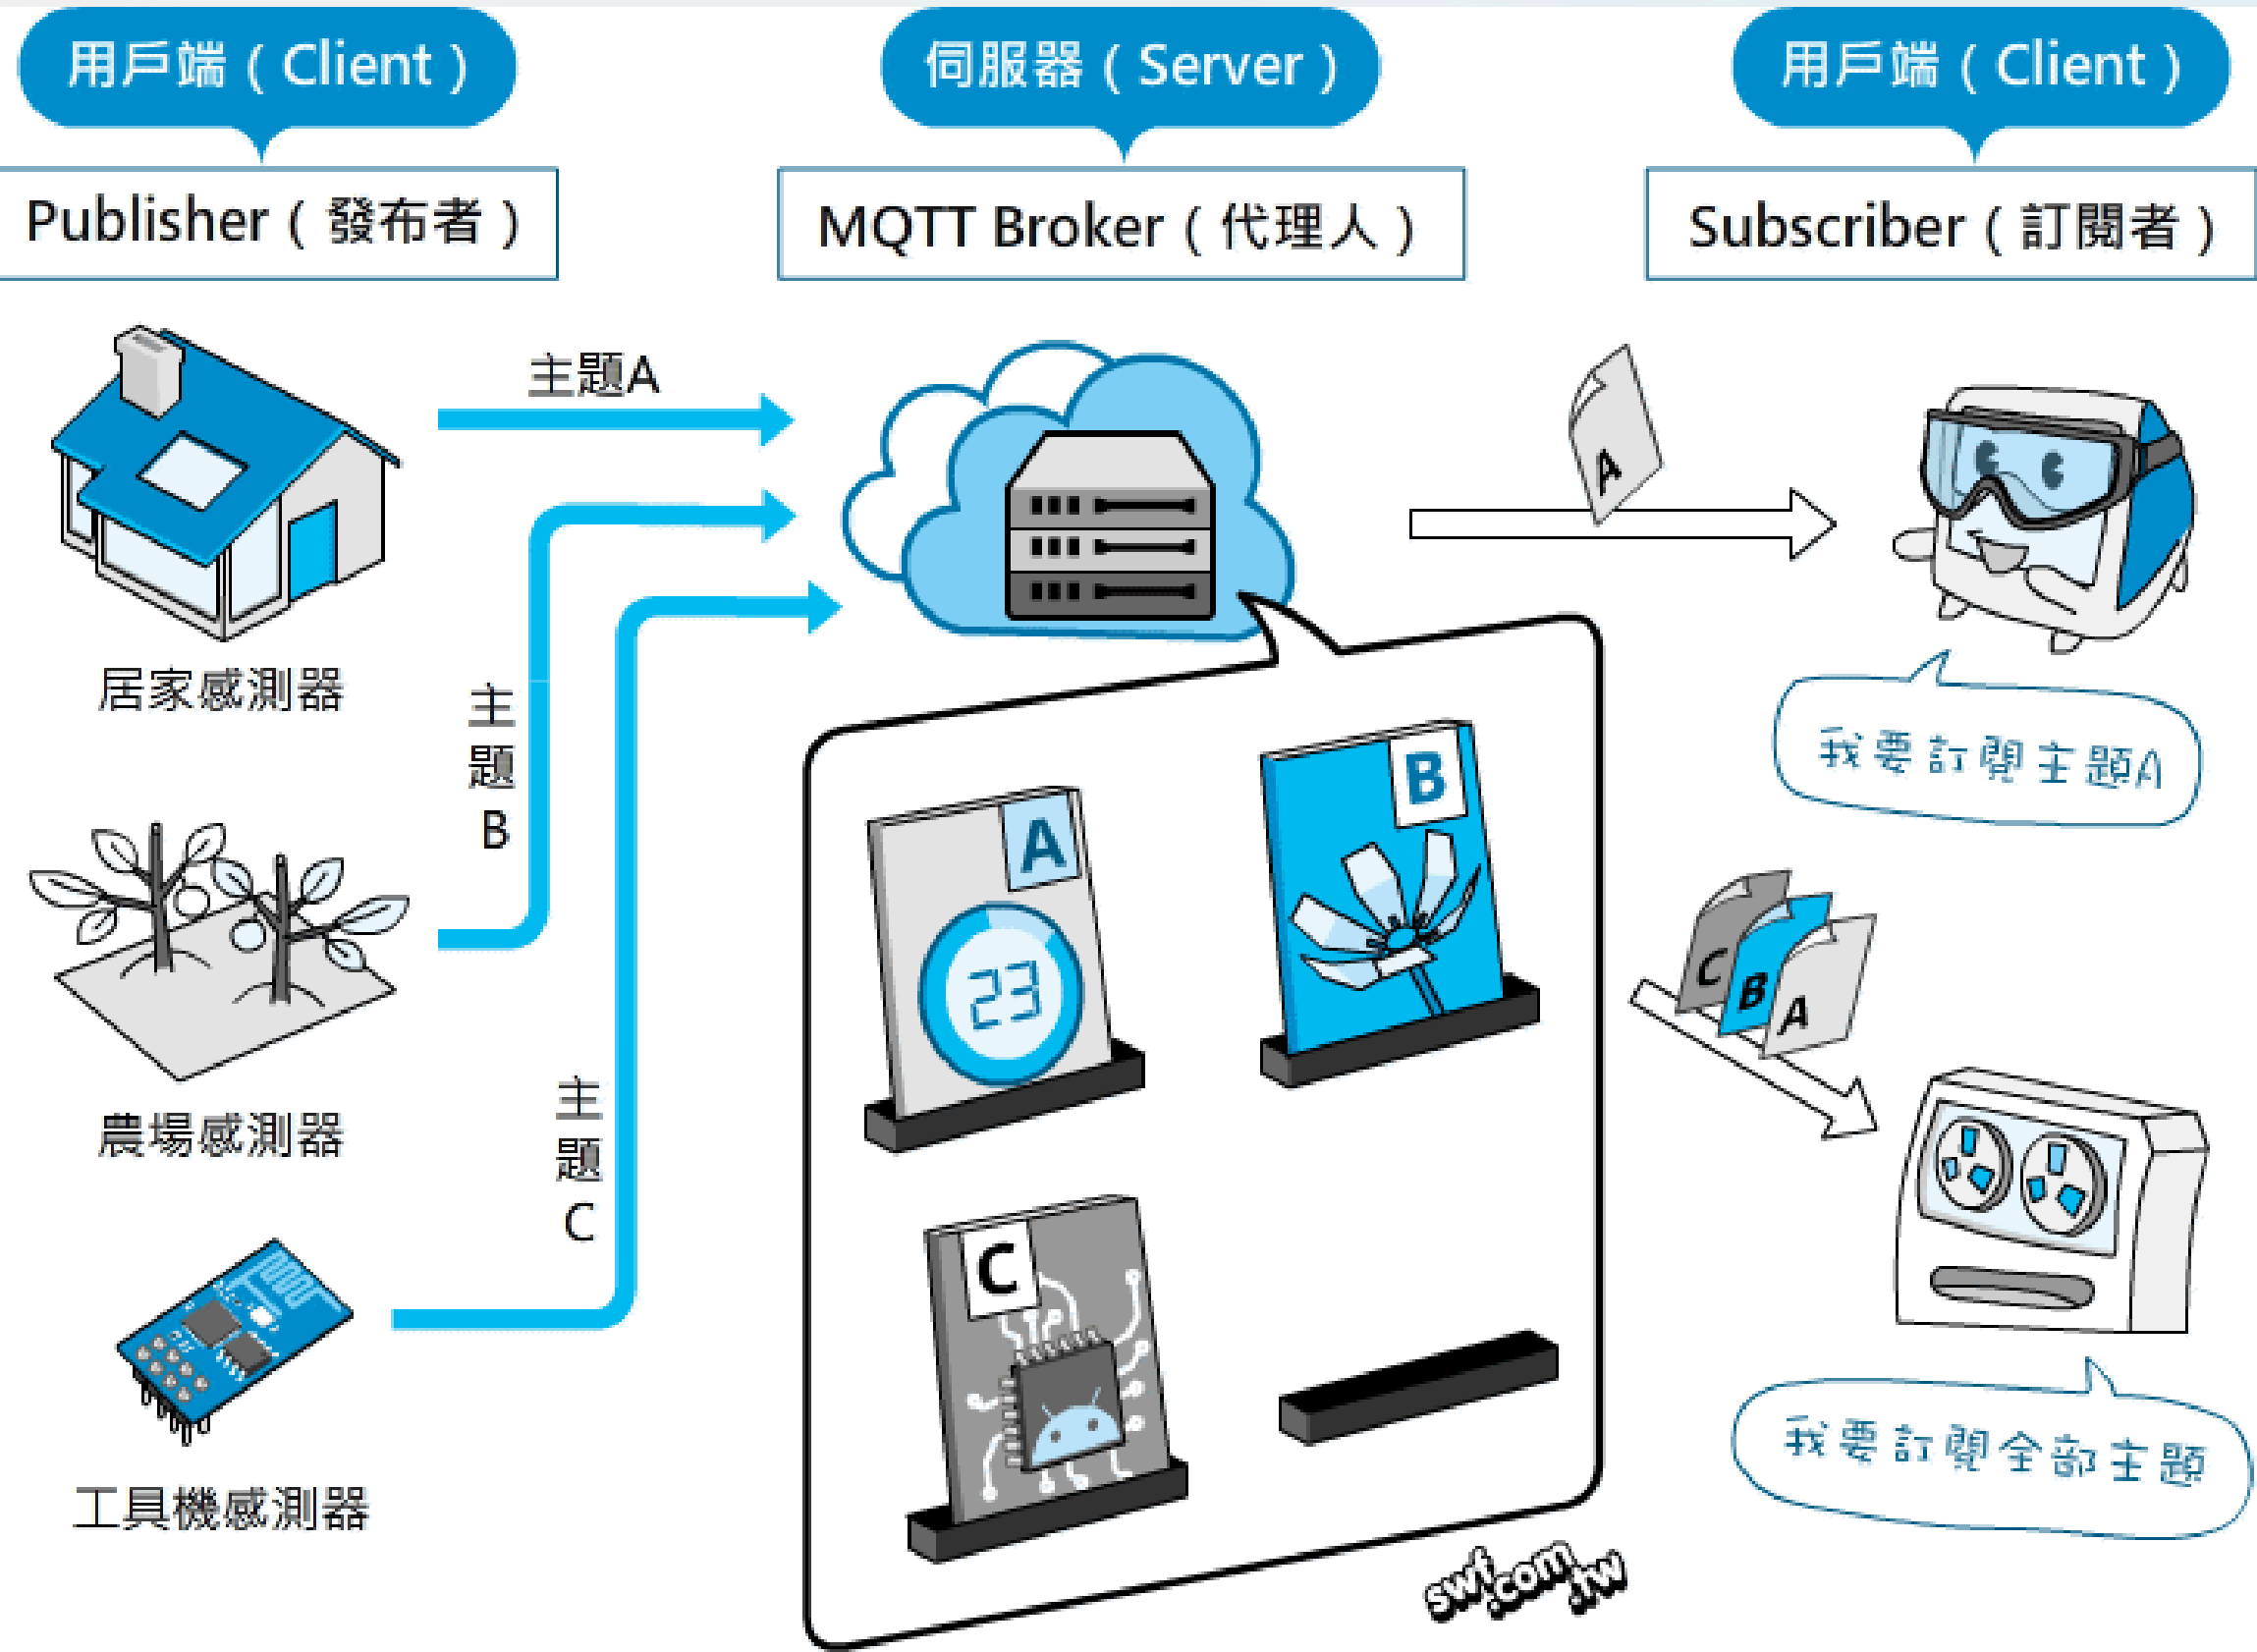 用戶端（Client）
伺服器（Server）
用戶端（Client）
Publisher（發布者）
MQTT Broker（代理人）
Subscriber（訂閱者）
主題A
A
居家感測器
主題B
我要訂閱主題A
A
23
B
C
B
A
農場感測器
主題C
C
工具機感測器
我要訂閱全部主題
swf.com.tw